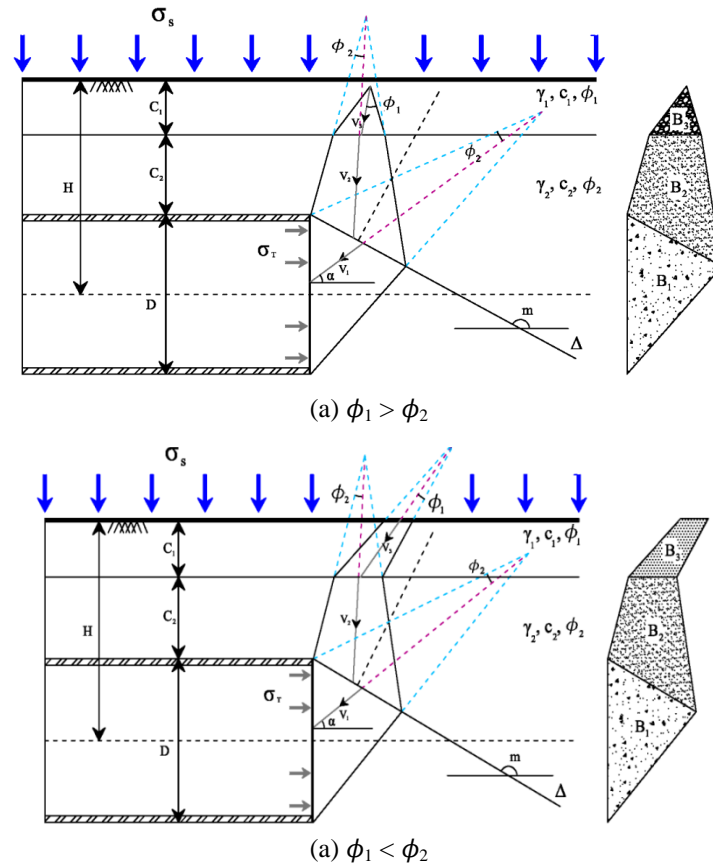 σₛ
ϕ₂
C₁
ϕ₁
γ₁, c₁, ϕ₁
V₃
B₃
C₂
ϕ₂
H
V₂
γ₂, c₂, ϕ₂
B₂
σ_T
V₁
α
B₁
D
m
Δ
(a) ϕ₁ > ϕ₂
σₛ
ϕ₂
ϕ₁
C₁
γ₁, c₁, ϕ₁
V₃
B₃
ϕ₂
C₂
V₂
γ₂, c₂, ϕ₂
H
B₂
σ_T
V₁
α
B₁
D
m
Δ
(a) ϕ₁ < ϕ₂